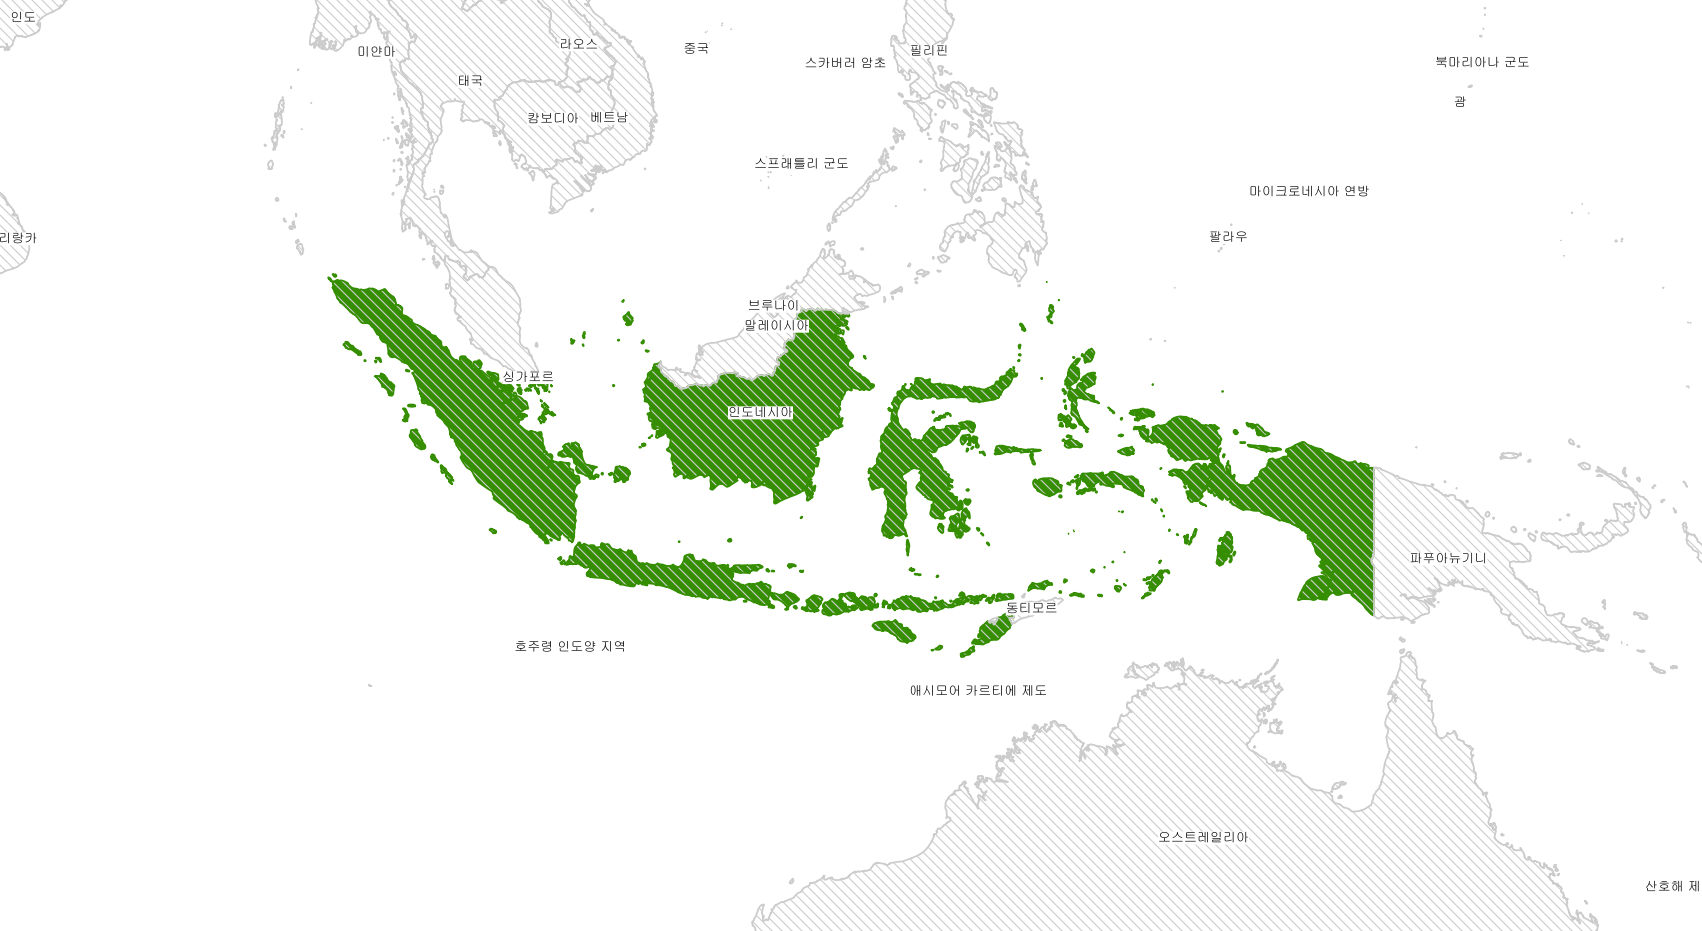 인도
미얀마
라오스
중국
필리핀
스카버러 암초
북마리아나 군도
태국
광
캄보디아
베트남
스프래틀리 군도
마이크로네시아 연방
리랑카
팔라우
브루나이
말레이시아
싱가포르
인도네시아
파푸아뉴기니
동티모르
호주령 인도양 지역
애시모어 카르티에 제도
오스트레일리아
산호해 제